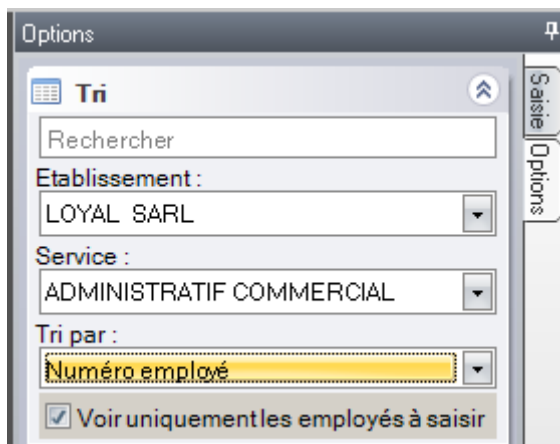 Options
Tri
Rechercher
Etablissement :
LOYAL SARL
Service :
ADMINISTRATIF COMMERCIAL
Tri par :
Numéro employé
Voir uniquement les employés à saisir
Saisie
Options